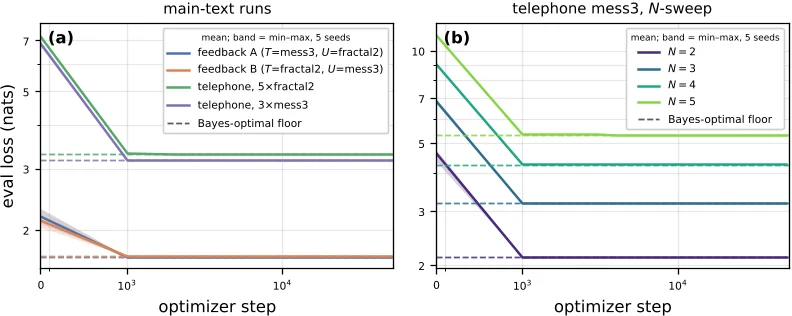 main-text runs
(a)
mean; band = min–max, 5 seeds
feedback A (T=mess3, U=fractal2)
feedback B (T=fractal2, U=mess3)
telephone, 5×fractal2
telephone, 3×mess3
Bayes-optimal floor
eval loss (nats)
7
5
3
2
0
10³
10⁴
optimizer step
telephone mess3, N-sweep
(b)
mean; band = min–max, 5 seeds
N = 2
N = 3
N = 4
N = 5
Bayes-optimal floor
10
7
5
3
2
0
10³
10⁴
optimizer step